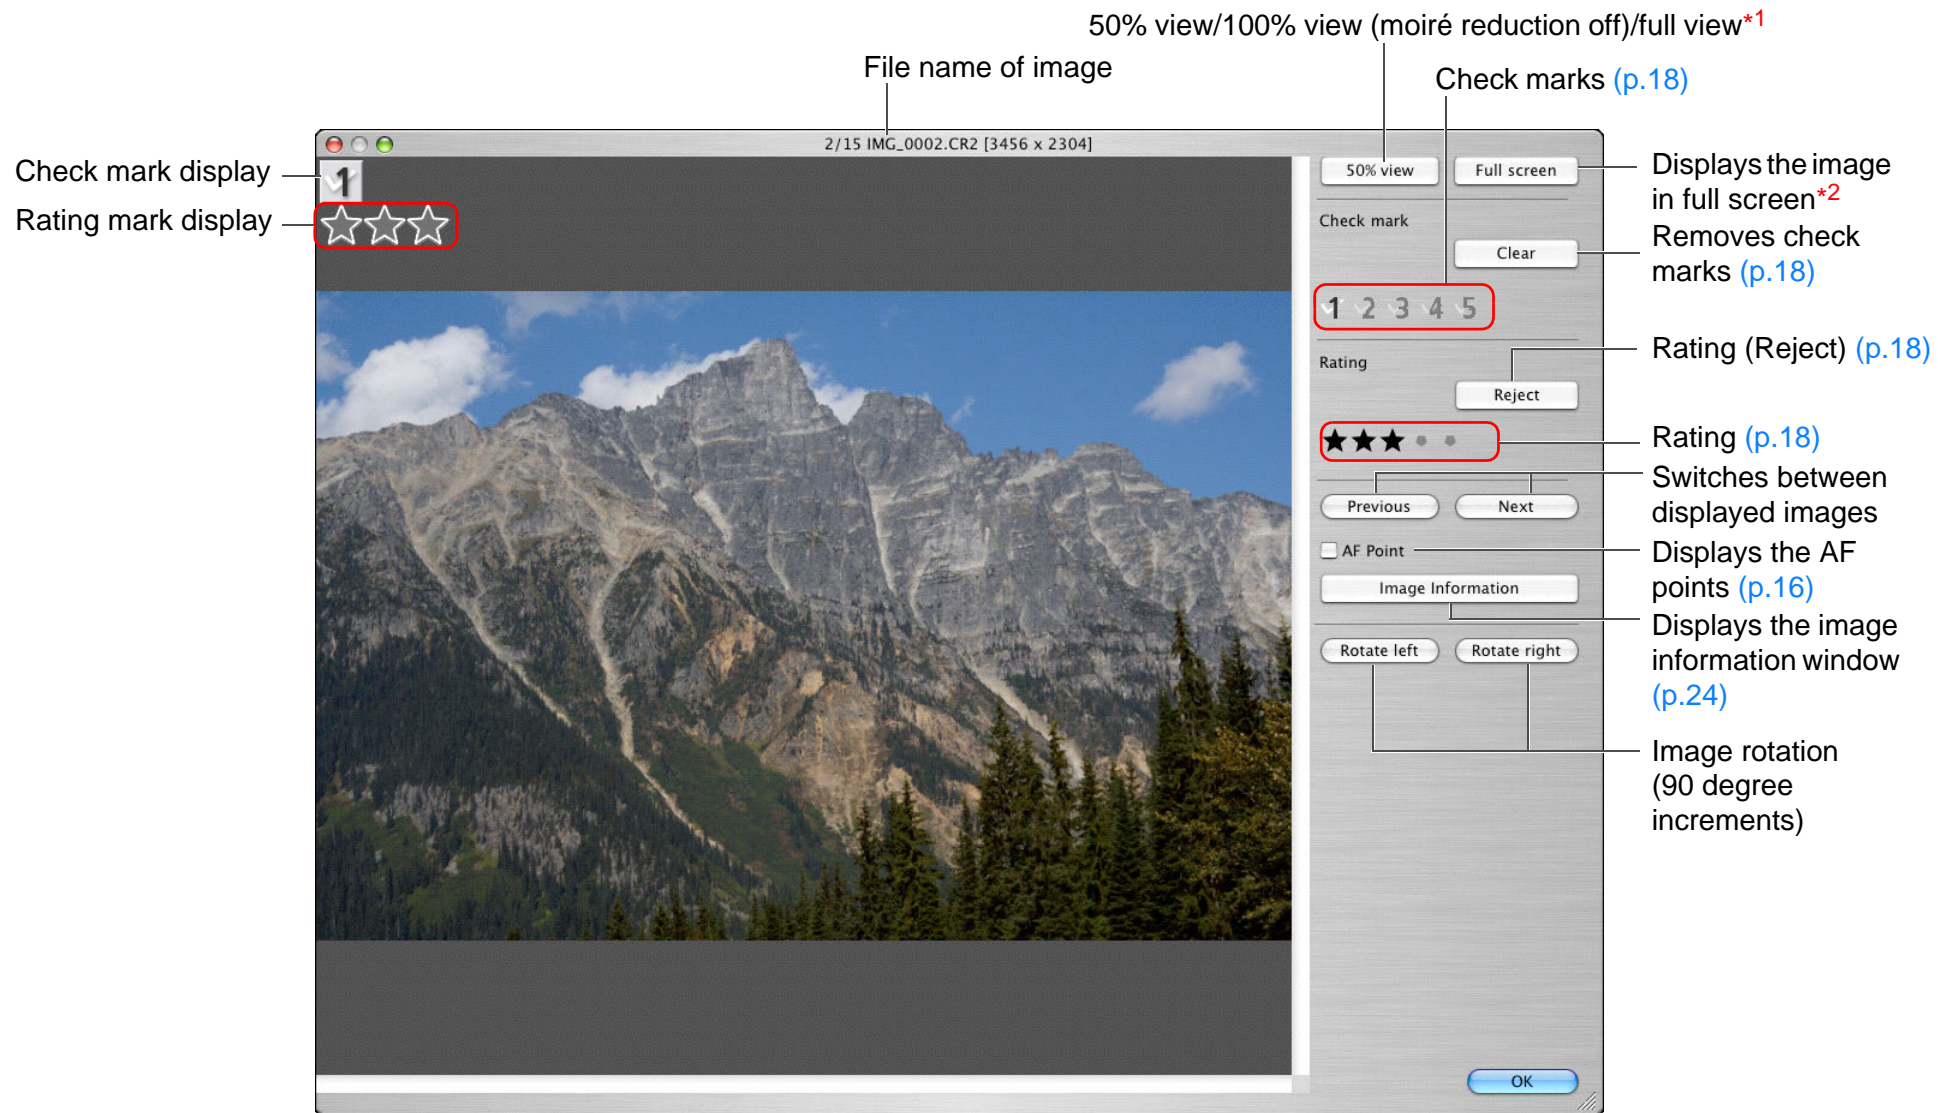 50% view/100% view (moiré reduction off)/full view*1
File name of image
Check marks (p.18)
2/15 IMG_0002.CR2 [3456 x 2304]
Check mark display
1
Rating mark display
50% view
Full screen
Displays the image
in full screen*2
Check mark
Clear
Removes check
marks (p.18)
1 2 3 4 5
Rating
Reject
Rating (Reject) (p.18)
Rating (p.18)
Previous
Next
Switches between
displayed images
AF Point
Displays the AF
points (p.16)
Image Information
Displays the image
information window
(p.24)
Rotate left
Rotate right
Image rotation
(90 degree
increments)
OK